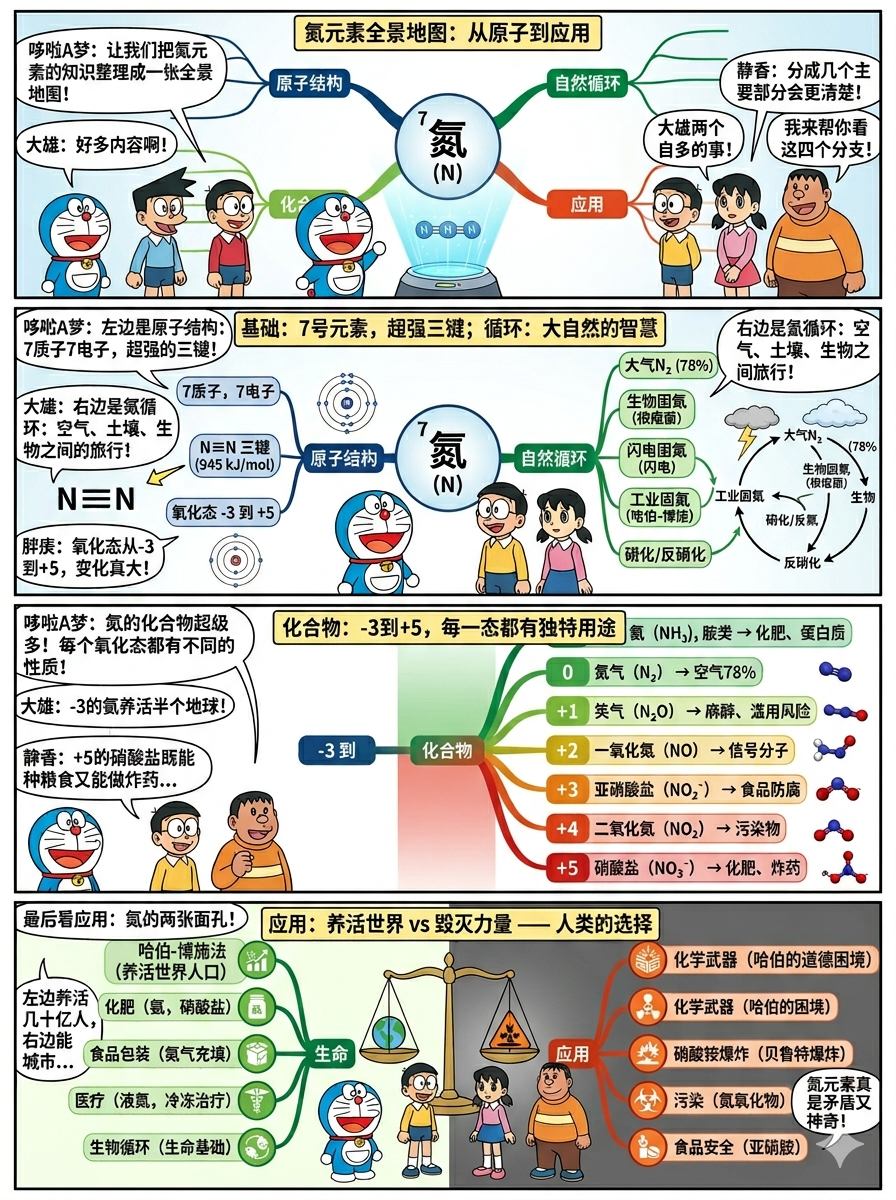 氮元素全景地图：从原子到应用
哆啦A梦：让我们把氮元
素的知识整理成一张全景
地图！
大雄：好多内容啊！
原子结构
自然循环
7
氮
(N)
化合
应用
N≡N≡N
静香：分成几个主
要部分会更清楚！
大雄两个
自多的事！
我来帮你看
这四个分支！
基础：7号元素，超强三键；循环：大自然的智慧
哆啦A梦：左边是原子结构：
7质子7电子，超强的三键！
大雄：右边是氮循
环：空气、土壤、生
物之间的旅行！
N≡N
胖虎：氧化态从-3
到+5，变化真大！
7质子，7电子
N≡N 三键
(945 kJ/mol)
氧化态 -3 到 +5
原子结构
7
氮
(N)
自然循环
大气N₂ (78%)
生物固氮
闪电固氮
(闪电)
工业固氮
硝化/反硝化
右边是氮循环：空
气、土壤、生物之
间旅行！
大气N₂
(78%)
生物固氮
工业固氮
生物
反硝化
化合物：-3到+5，每一态都有独特用途
哆啦A梦：氮的化合物超级
多！每个氧化态都有不同的
性质！
大雄：-3的氨养活半个地球！
静香：+5的硝酸盐既能
种粮食又能做炸药…
-3 到
化合物
氨（NH₃), 胺类 → 化肥、蛋白质
0 氮气（N₂）→ 空气78%
+1 笑气（N₂O）→ 麻醉、滥用风险
+2 一氧化氮（NO）→ 信号分子
+3 亚硝酸盐（NO₂⁻）→ 食品防腐
+4 二氧化氮（NO₂）→ 污染物
+5 硝酸盐（NO₃⁻）→ 化肥、炸药
应用：养活世界 vs 毁灭力量 —— 人类的选择
最后看应用：氮的两张面孔！
左边养活
几十亿人，
右边能
城市…
哈伯-博施法
（养活世界人口）
化肥（氨，硝酸盐）
食品包装（氮气充填）
医疗（液氮，冷冻治疗）
生物循环（生命基础）
生命
应用
化学武器（哈伯的道德困境）
化学武器（哈伯的困境）
硝酸铵爆炸（贝鲁特爆炸）
污染（氮氧化物）
食品安全（亚硝胺）
氮元素真
是矛盾又
神奇！